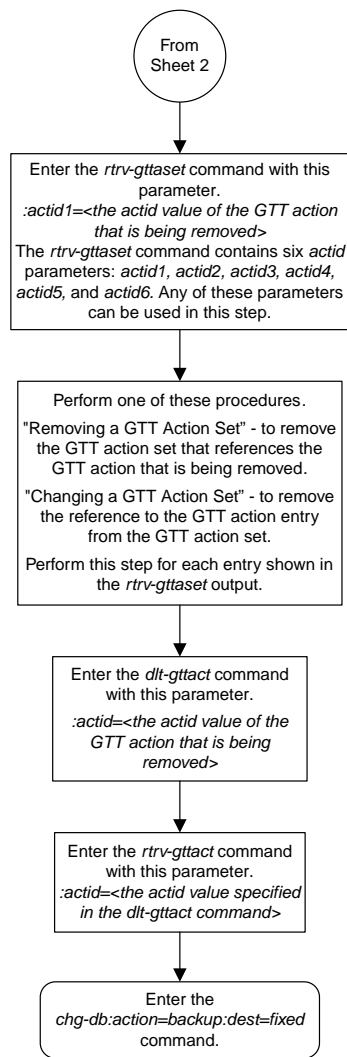 From
Sheet 2
Enter the rtrv-gttaset command with this
parameter.
:actid1=<the actid value of the GTT action
that is being removed>
The rtrv-gttaset command contains six actid
parameters: actid1, actid2, actid3, actid4,
actid5, and actid6. Any of these parameters
can be used in this step.
Perform one of these procedures.
"Removing a GTT Action Set” - to remove
the GTT action set that references the
GTT action that is being removed.
"Changing a GTT Action Set” - to remove
the reference to the GTT action entry
from the GTT action set.
Perform this step for each entry shown in
the rtrv-gttaset output.
Enter the dlt-gttact command
with this parameter.
:actid=<the actid value of the
GTT action that is being
removed>
Enter the rtrv-gttact command
with this parameter.
:actid=<the actid value specified
in the dlt-gttact command>
Enter the
chg-db:action=backup:dest=fixed
command.